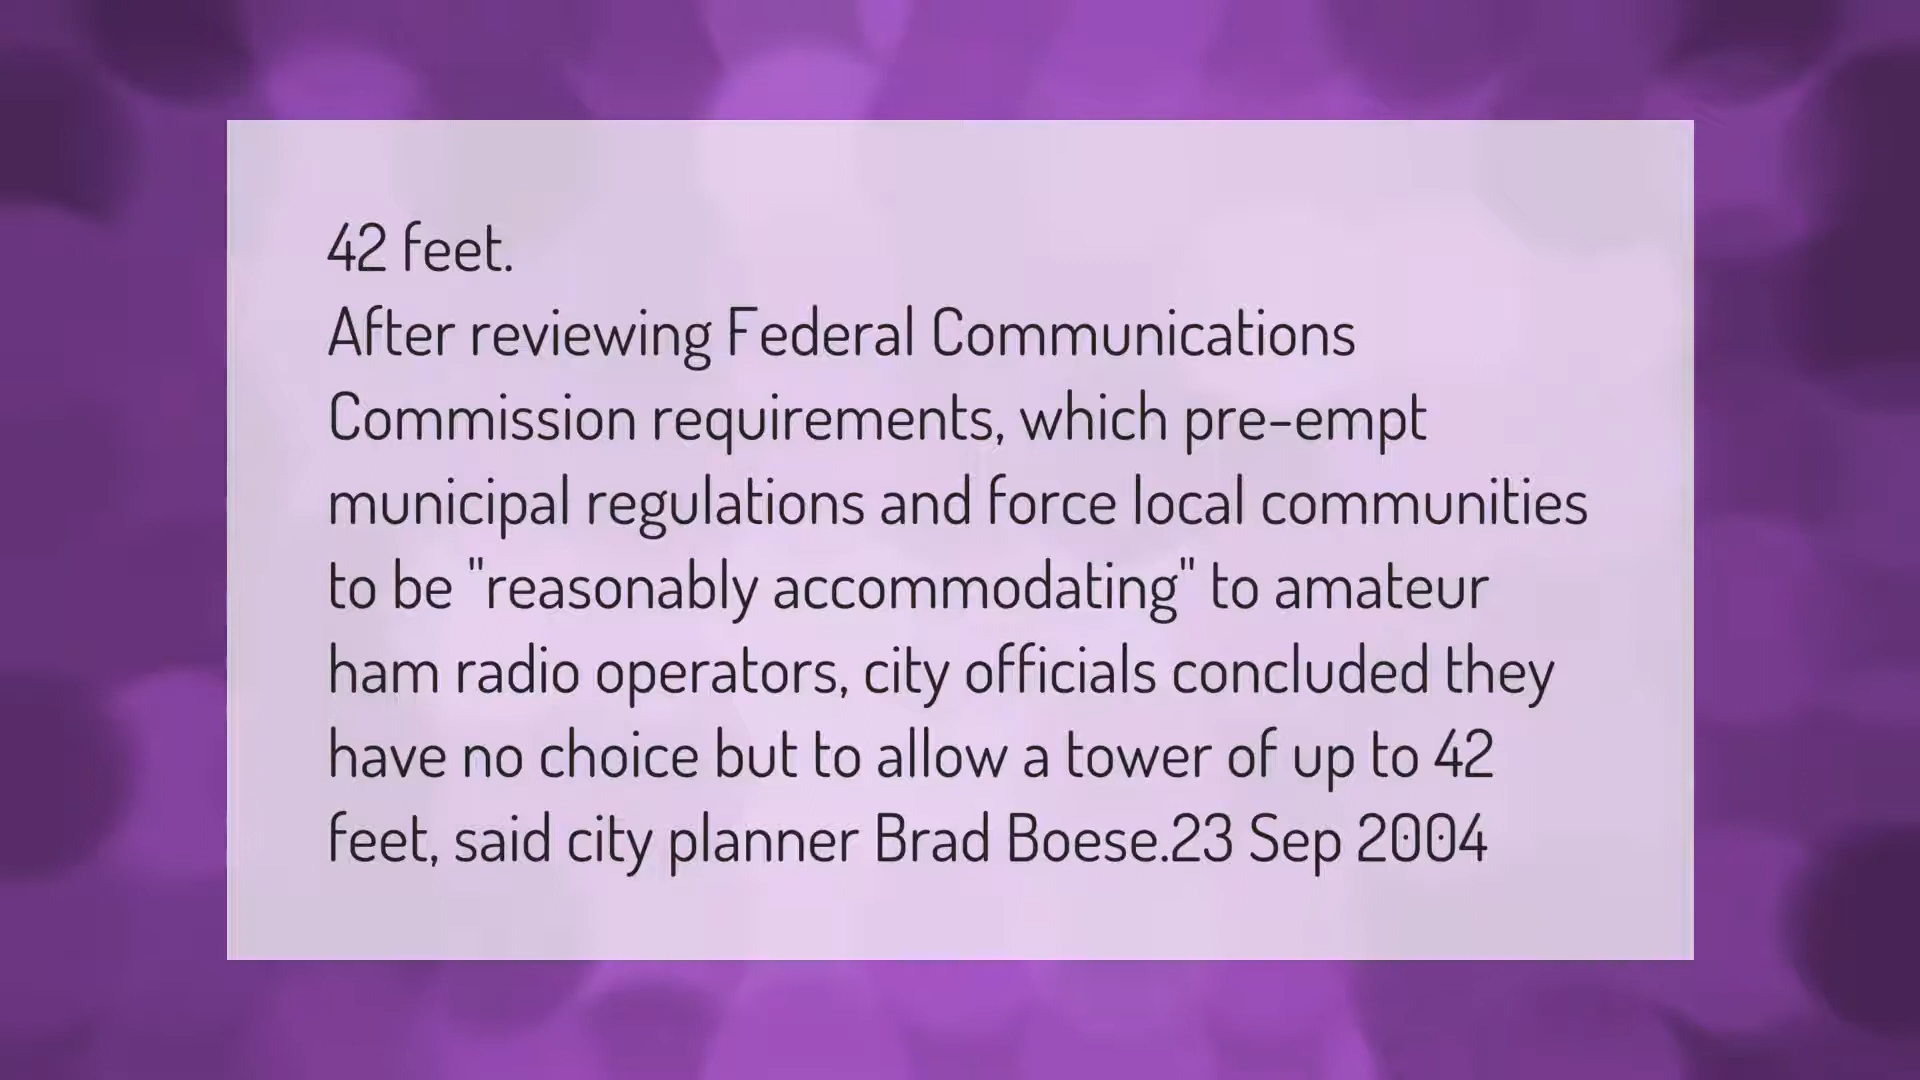 42 feet.
After reviewing Federal Communications
Commission requirements, which pre-empt
municipal regulations and force local communities
to be "reasonably accommodating" to amateur
ham radio operators, city officials concluded they
have no choice but to allow a tower of up to 42
feet, said city planner Brad Boese.23 Sep 2004